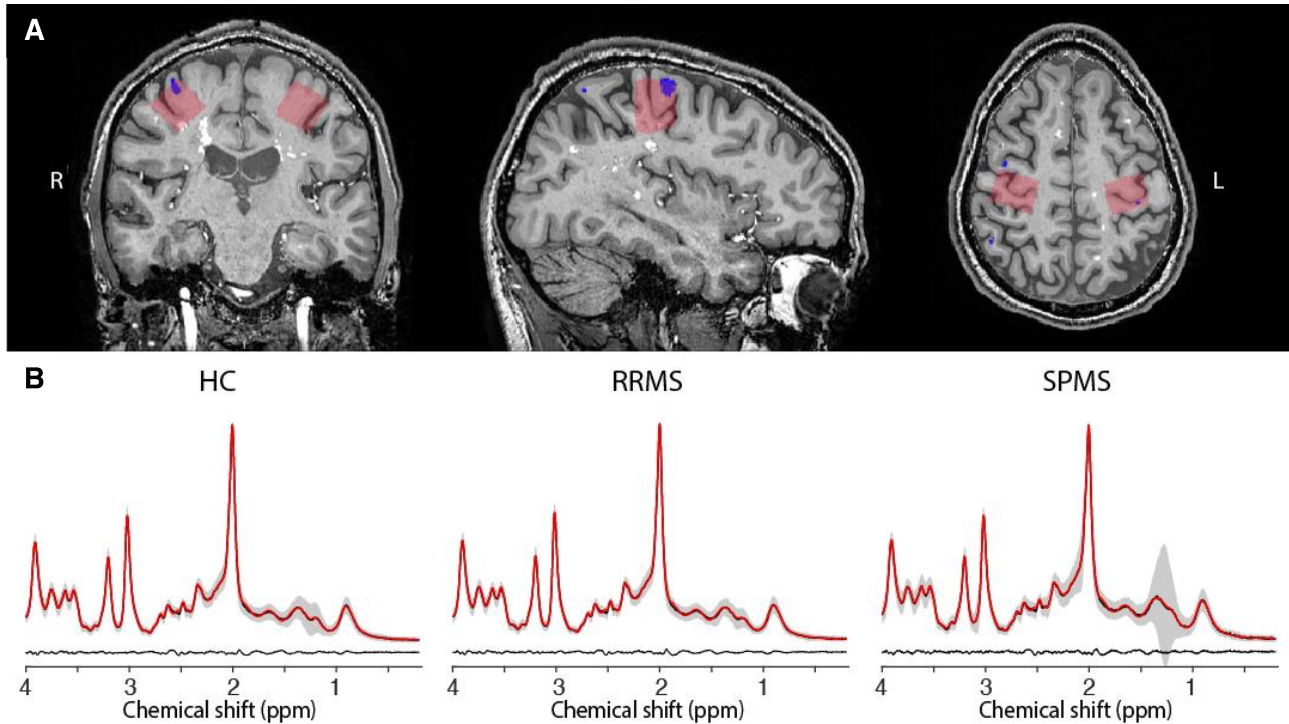 A
R
L
B
HC
RRMS
SPMS
4 3 2 1
4 3 2 1
4 3 2 1
Chemical shift (ppm)
Chemical shift (ppm)
Chemical shift (ppm)